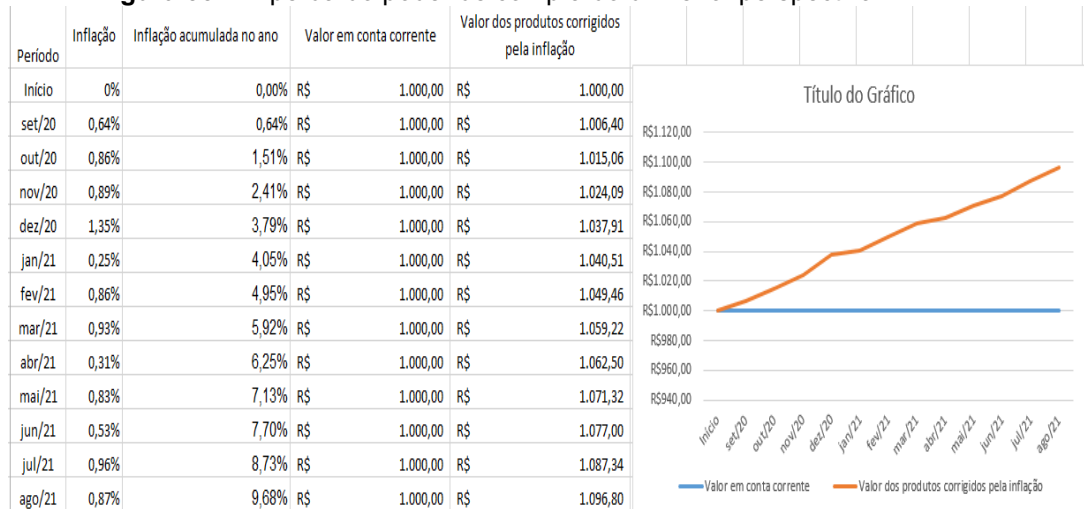 Período Inflação Inflação acumulada no ano Valor em conta corrente Valor dos produtos corrigidos pela inflação
Início 0% 0,00% R$ 1.000,00 R$ 1.000,00
set/20 0,64% 0,64% R$ 1.000,00 R$ 1.006,40
out/20 0,86% 1,51% R$ 1.000,00 R$ 1.015,06
nov/20 0,89% 2,41% R$ 1.000,00 R$ 1.024,09
dez/20 1,35% 3,79% R$ 1.000,00 R$ 1.037,91
jan/21 0,25% 4,05% R$ 1.000,00 R$ 1.040,51
fev/21 0,86% 4,95% R$ 1.000,00 R$ 1.049,46
mar/21 0,93% 5,92% R$ 1.000,00 R$ 1.059,22
abr/21 0,31% 6,25% R$ 1.000,00 R$ 1.062,50
mai/21 0,83% 7,13% R$ 1.000,00 R$ 1.071,32
jun/21 0,53% 7,70% R$ 1.000,00 R$ 1.077,00
jul/21 0,96% 8,73% R$ 1.000,00 R$ 1.087,34
ago/21 0,87% 9,68% R$ 1.000,00 R$ 1.096,80
Título do Gráfico
R$1.120,00
R$1.100,00
R$1.080,00
R$1.060,00
R$1.040,00
R$1.020,00
R$1.000,00
R$980,00
R$960,00
R$940,00
Início set/20 out/20 nov/20 dez/20 jan/21 fev/21 mar/21 abr/21 mai/21 jun/21 jul/21 ago/21
Valor em conta corrente Valor dos produtos corrigidos pela inflação